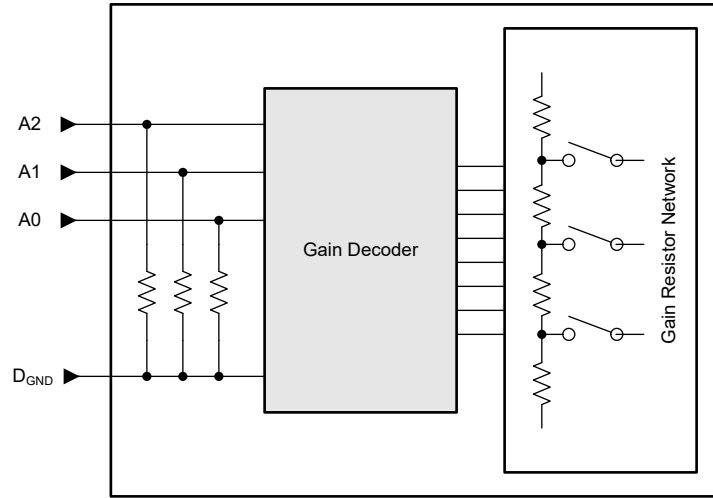 A2
A1
A0
DGND
Gain Decoder
Gain Resistor Network